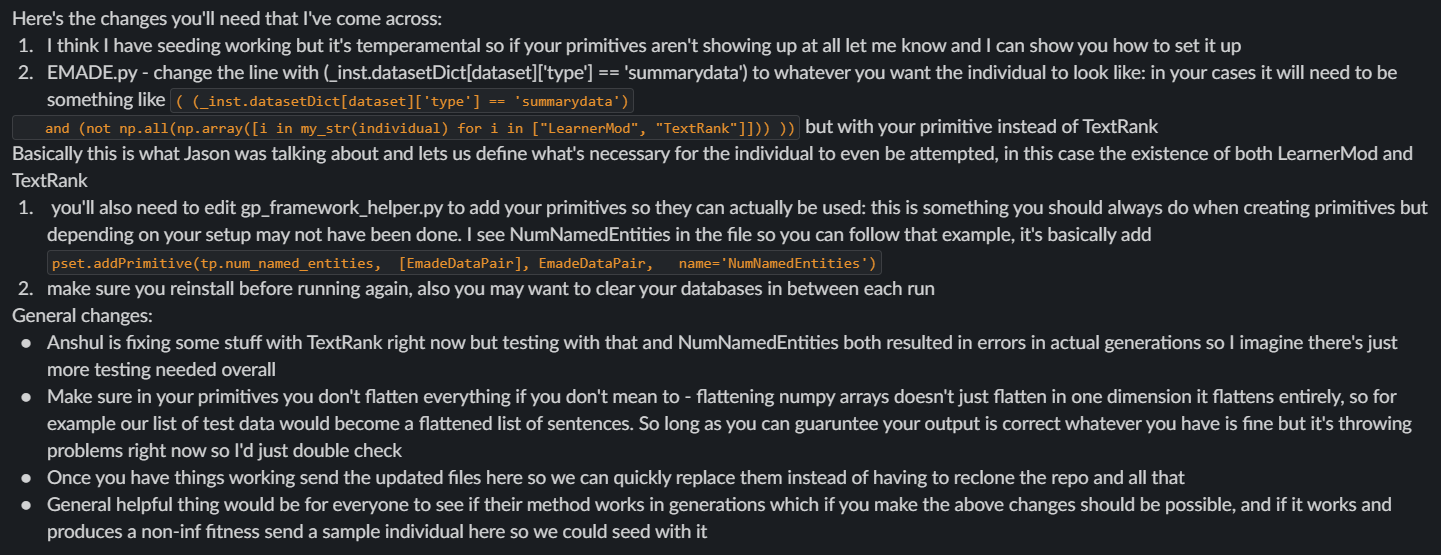 Here's the changes you'll need that I've come across:
1. I think I have seeding working but it's temperamental so if your primitives aren't showing up at all let me know and I can show you how to set it up
2. EMADE.py - change the line with (_inst.datasetDict[dataset]['type'] == 'summarydata') to whatever you want the individual to look like: in your cases it will need to be
something like ( (_inst.datasetDict[dataset]['type'] == 'summarydata')
and (not np.all(np.array([i in my_str(individual) for i in ["LearnerMod", "TextRank"]])) )) but with your primitive instead of TextRank
Basically this is what Jason was talking about and lets us define what's necessary for the individual to even be attempted, in this case the existence of both LearnerMod and
TextRank
1. you'll also need to edit gp_framework_helper.py to add your primitives so they can actually be used: this is something you should always do when creating primitives but
depending on your setup may not have been done. I see NumNamedEntities in the file so you can follow that example, it's basically add
pset.addPrimitive(tp.num_named_entities, [EmadeDataPair], EmadeDataPair, name='NumNamedEntities')
2. make sure you reinstall before running again, also you may want to clear your databases in between each run
General changes:
• Anshul is fixing some stuff with TextRank right now but testing with that and NumNamedEntities both resulted in errors in actual generations so I imagine there's just
more testing needed overall
• Make sure in your primitives you don't flatten everything if you don't mean to - flattening numpy arrays doesn't just flatten in one dimension it flattens entirely, so for
example our list of test data would become a flattened list of sentences. So long as you can guaruntee your output is correct whatever you have is fine but it's throwing
problems right now so I'd just double check
• Once you have things working send the updated files here so we can quickly replace them instead of having to reclone the repo and all that
• General helpful thing would be for everyone to see if their method works in generations which if you make the above changes should be possible, and if it works and
produces a non-inf fitness send a sample individual here so we could seed with it